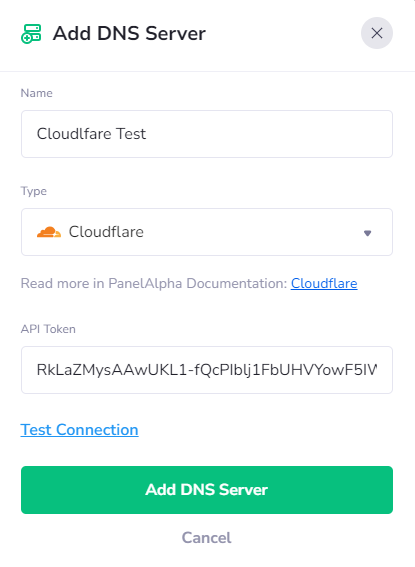 Add DNS Server
Name
Cloudlfare Test
Type
Cloudflare
Read more in PanelAlpha Documentation: Cloudflare
API Token
RkLaZMysAAwUKL1-fQcPIblj1FbUHVYowF5IW
Test Connection
Add DNS Server
Cancel